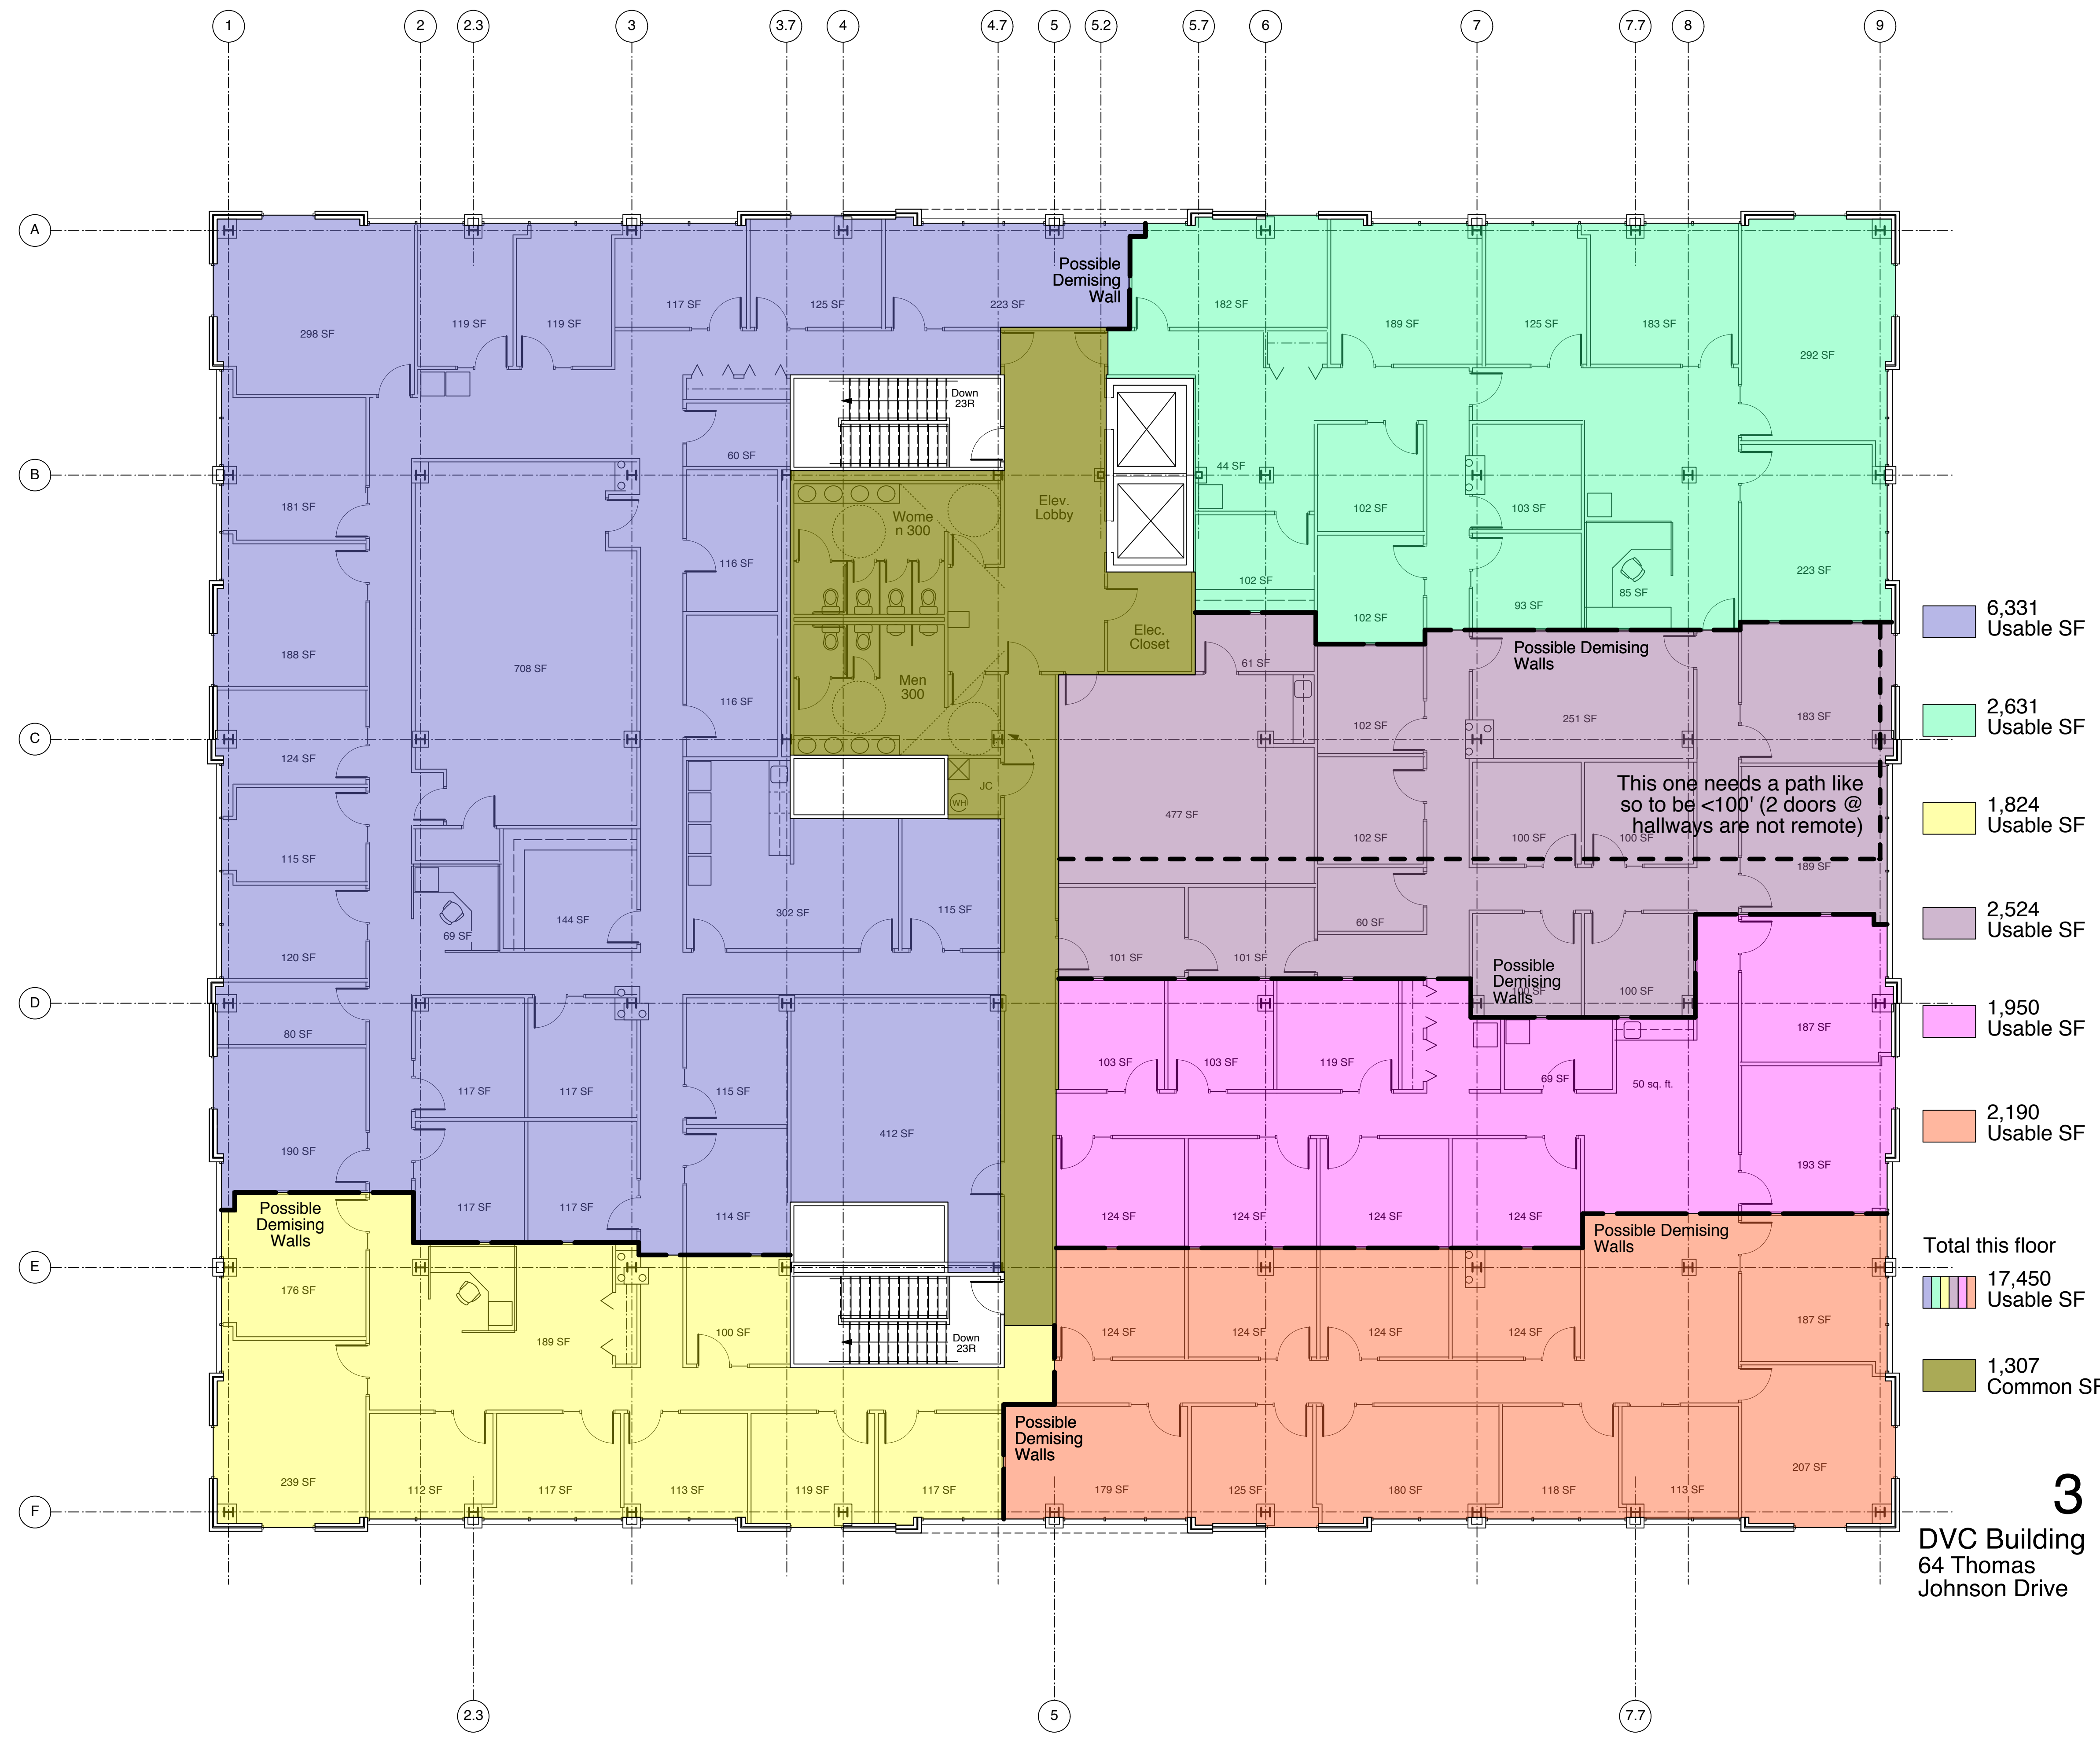 1 2 2.3 3 3.7 4 4.7 5 5.2 5.7 6 7 7.7 8 9
A
Possible
Demising
Wall
298 SF
119 SF
119 SF
117 SF
125 SF
223 SF
182 SF
189 SF
125 SF
183 SF
292 SF
Down
23R
B
60 SF
44 SF
181 SF
Wome
n 300
Elev.
Lobby
102 SF
103 SF
116 SF
102 SF
223 SF
85 SF
93 SF
102 SF
Elec.
Closet
188 SF
708 SF
Men
300
116 SF
61 SF
Possible Demising
Walls
102 SF
251 SF
183 SF
C
124 SF
JC
WH
This one needs a path like
so to be <100' (2 doors @
hallways are not remote)
477 SF
102 SF
100 SF
100 SF
189 SF
115 SF
69 SF
144 SF
302 SF
115 SF
60 SF
120 SF
101 SF
101 SF
Possible
Demising
Walls
100 SF
100 SF
D
80 SF
187 SF
117 SF
117 SF
115 SF
103 SF
103 SF
119 SF
69 SF
50 sq. ft.
190 SF
412 SF
193 SF
117 SF
117 SF
114 SF
124 SF
124 SF
124 SF
124 SF
Possible
Demising
Walls
Possible Demising
Walls
E
176 SF
189 SF
100 SF
Down
23R
124 SF
124 SF
124 SF
124 SF
187 SF
Possible
Demising
Walls
239 SF
112 SF
117 SF
113 SF
119 SF
117 SF
179 SF
125 SF
180 SF
118 SF
113 SF
207 SF
F
2.3 5 7.7
6,331
Usable SF
2,631
Usable SF
1,824
Usable SF
2,524
Usable SF
1,950
Usable SF
2,190
Usable SF
Total this floor
17,450
Usable SF
1,307
Common SF
3
DVC Building
64 Thomas
Johnson Drive